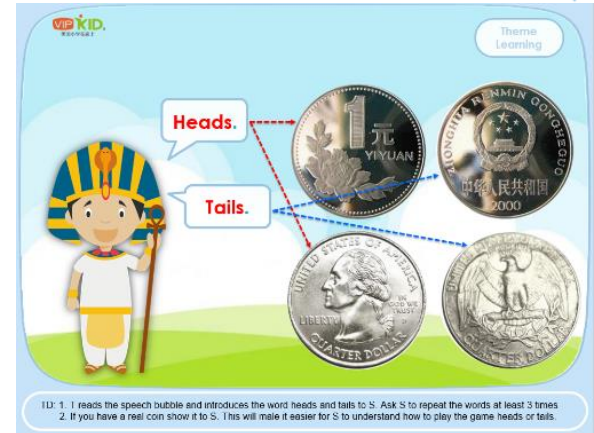 VIP KID.
Theme
Learning
Heads.
Tails.
1
元
YIYUAN
ZHONGHUA RENMIN GONGHEGUO
中华人民共和国
2000
UNITED STATES OF AMERICA
LIBERTY
IN
GOD WE
TRUST
QUARTER DOLLAR
QUARTER DOLLAR
TD: 1. T reads the speech bubble and introduces the word heads and tails to S. Ask S to repeat the words at least 3 times
2. If you have a real coin show it to S. This will make it easier for S to understand how to play the game heads or tails.